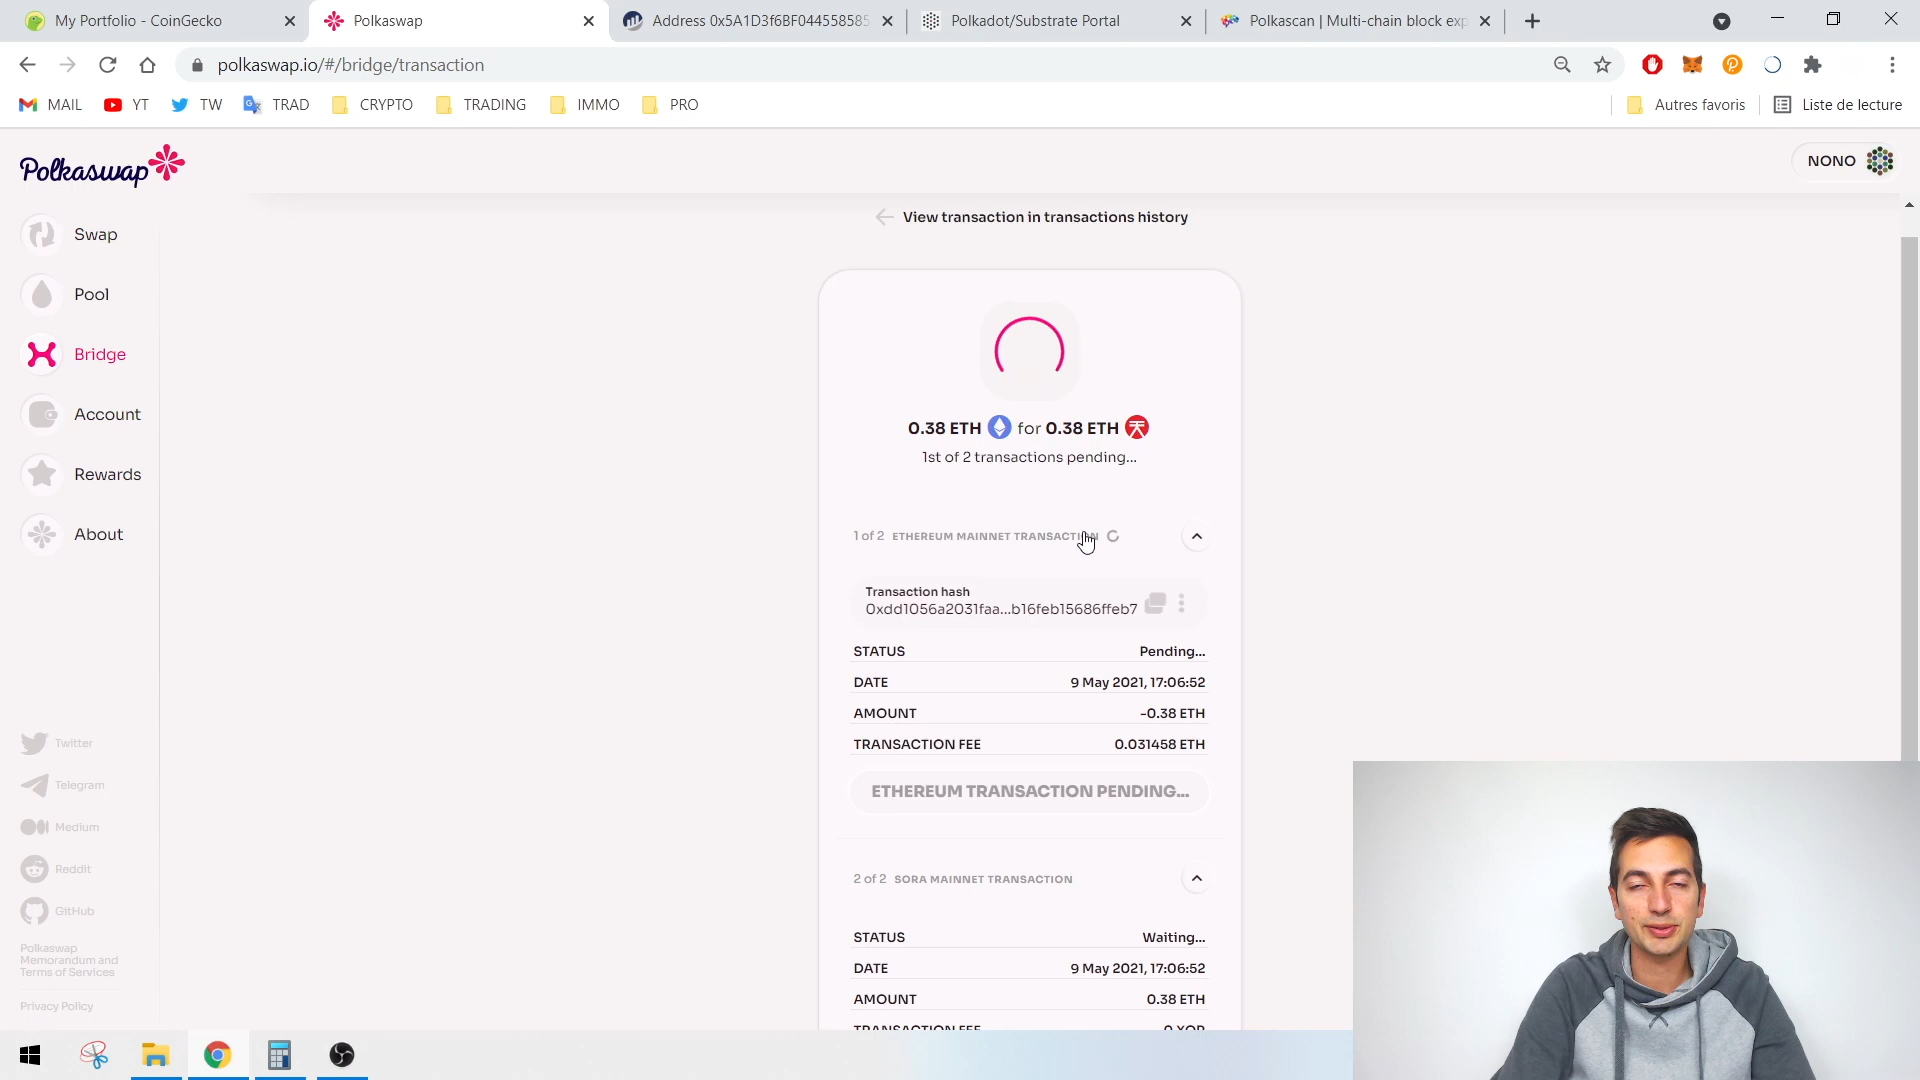 My Portfolio - CoinGecko
Polkaswap
Address 0x5A1D3f6BF044558585
Polkadot/Substrate Portal
Polkascan | Multi-chain block exp
polkaswap.io/#/bridge/transaction
MAIL
YT
TW
TRAD
CRYPTO
TRADING
IMMO
PRO
Autres favoris
Liste de lecture
Polkaswap
NONO
Swap
Pool
Bridge
Account
Rewards
About
Twitter
Telegram
Medium
Reddit
GitHub
Polkaswap
Memorandum and
Terms of Services
Privacy Policy
View transaction in transactions history
0.38 ETH for 0.38 ETH
1st of 2 transactions pending...
1 of 2 ETHEREUM MAINNET TRANSACTION
Transaction hash
0xdd1056a2031faa...b16feb15686ffeb7
STATUS Pending...
DATE 9 May 2021, 17:06:52
AMOUNT -0.38 ETH
TRANSACTION FEE 0.031458 ETH
ETHEREUM TRANSACTION PENDING...
2 of 2 SORA MAINNET TRANSACTION
STATUS Waiting...
DATE 9 May 2021, 17:06:52
AMOUNT 0.38 ETH
TRANSACTION FEE 0 XOR